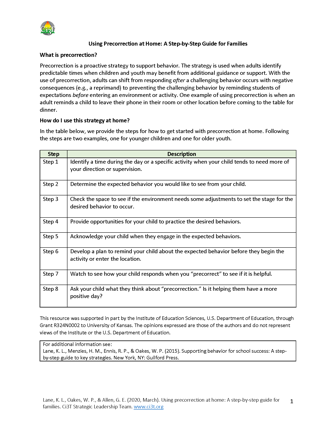 Using Precorrection at Home: A Step-by-Step Guide for Families
What is precorrection?
Precorrection is a proactive strategy to support behavior. The strategy is used when adults identify
predictable times when children and youth may benefit from additional guidance or support. With the
use of precorrection, adults can shift from responding after a challenging behavior occurs with negative
consequences (e.g., a reprimand) to preventing the challenging behavior by reminding students of
expectations before entering an environment or activity. One example of using precorrection is when an
adult reminds a child to leave their phone in their room or other location before coming to the table for
dinner.
How do I use this strategy at home?
In the table below, we provide the steps for how to get started with precorrection at home. Following
the steps are two examples, one for younger children and one for older youth.
Step Description
Step 1 Identify a time during the day or a specific activity when your child tends to need more of
your direction or supervision.
Step 2 Determine the expected behavior you would like to see from your child.
Step 3 Check the space to see if the environment needs some adjustments to set the stage for the
desired behavior to occur.
Step 4 Provide opportunities for your child to practice the desired behaviors.
Step 5 Acknowledge your child when they engage in the expected behaviors.
Step 6 Develop a plan to remind your child about the expected behavior before they begin the
activity or enter the location.
Step 7 Watch to see how your child responds when you "precorrect" to see if it is helpful.
Step 8 Ask your child what they think about "precorrection." Is it helping them have a more
positive day?
This resource was supported in part by the Institute of Education Sciences, U.S. Department of Education, through
Grant R324N190002 to University of Kansas. The opinions expressed are those of the authors and do not represent
views of the Institute or the U.S. Department of Education.
For additional information see:
Lane, K. L., Menzies, H. M., Ennis, R. P., & Oakes, W. P. (2015). Supporting behavior for school success: A step-
by-step guide to key strategies. New York, NY: Guilford Press.
Lane, K. L., Oakes, W. P., & Allen, G. E. (2020, March). Using precorrection at home: A step-by-step guide for
families. Ci3T Strategic Leadership Team: www.ci3t.org
1